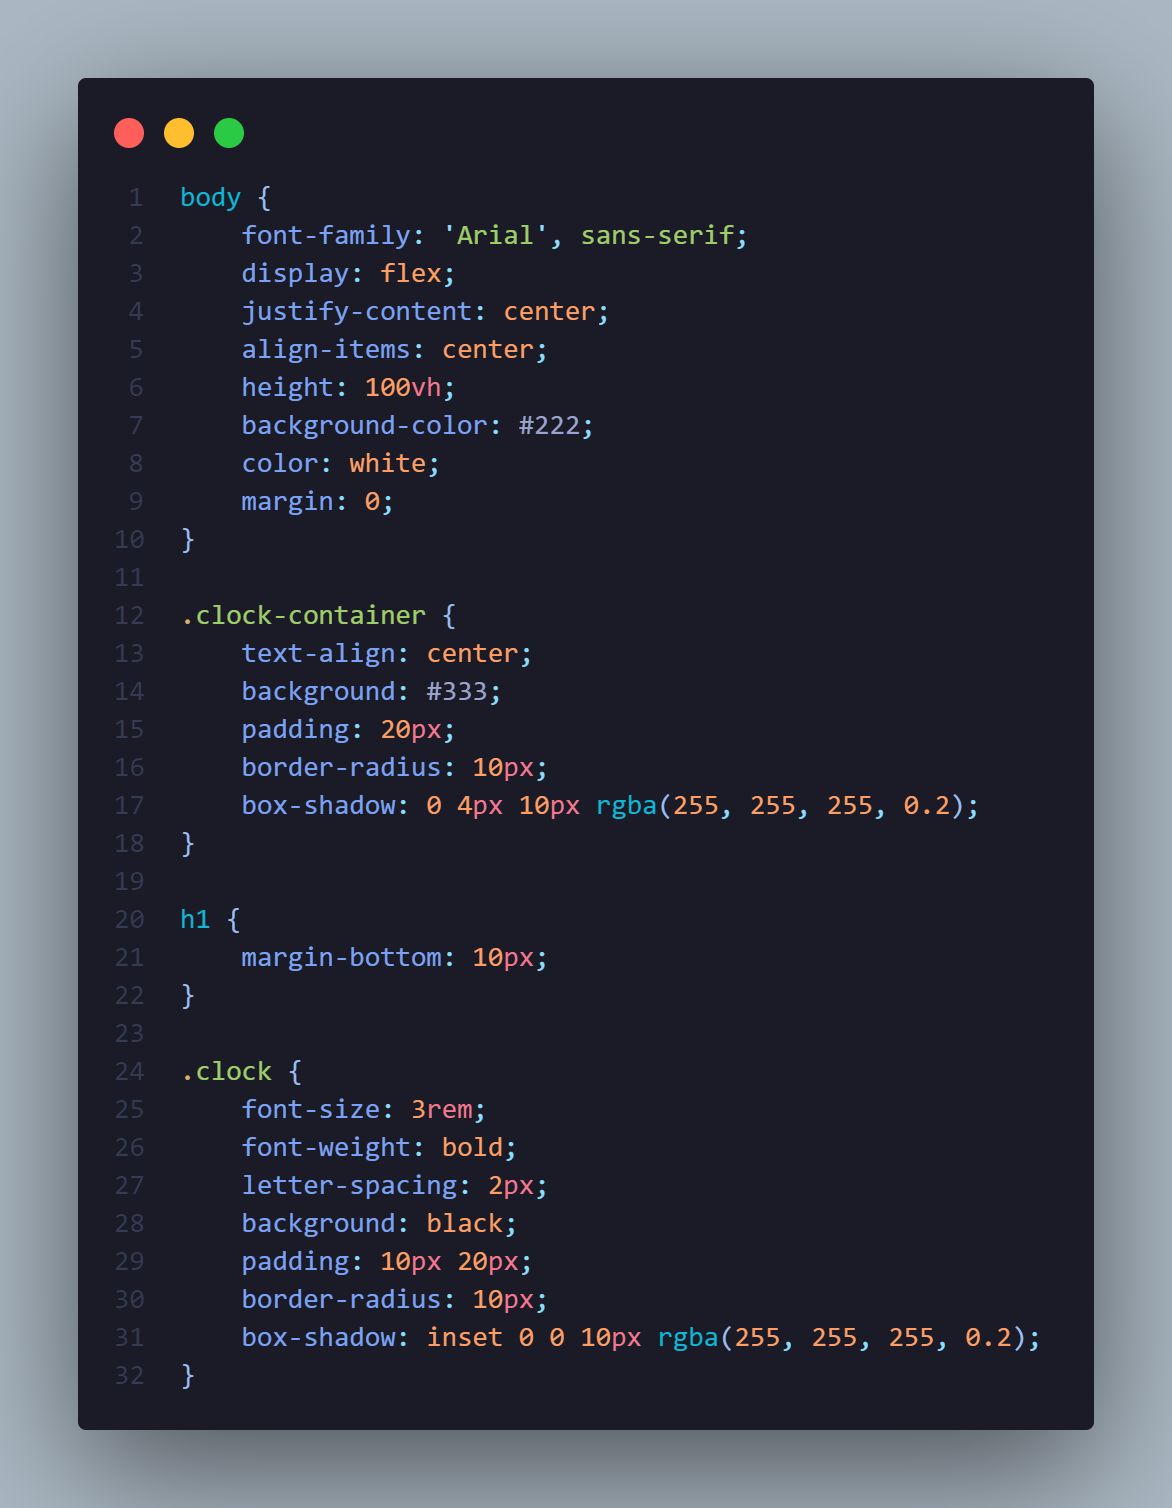 1 body {
2     font-family: 'Arial', sans-serif;
3     display: flex;
4     justify-content: center;
5     align-items: center;
6     height: 100vh;
7     background-color: #222;
8     color: white;
9     margin: 0;
10 }
11
12 .clock-container {
13     text-align: center;
14     background: #333;
15     padding: 20px;
16     border-radius: 10px;
17     box-shadow: 0 4px 10px rgba(255, 255, 255, 0.2);
18 }
19
20 h1 {
21     margin-bottom: 10px;
22 }
23
24 .clock {
25     font-size: 3rem;
26     font-weight: bold;
27     letter-spacing: 2px;
28     background: black;
29     padding: 10px 20px;
30     border-radius: 10px;
31     box-shadow: inset 0 0 10px rgba(255, 255, 255, 0.2);
32 }